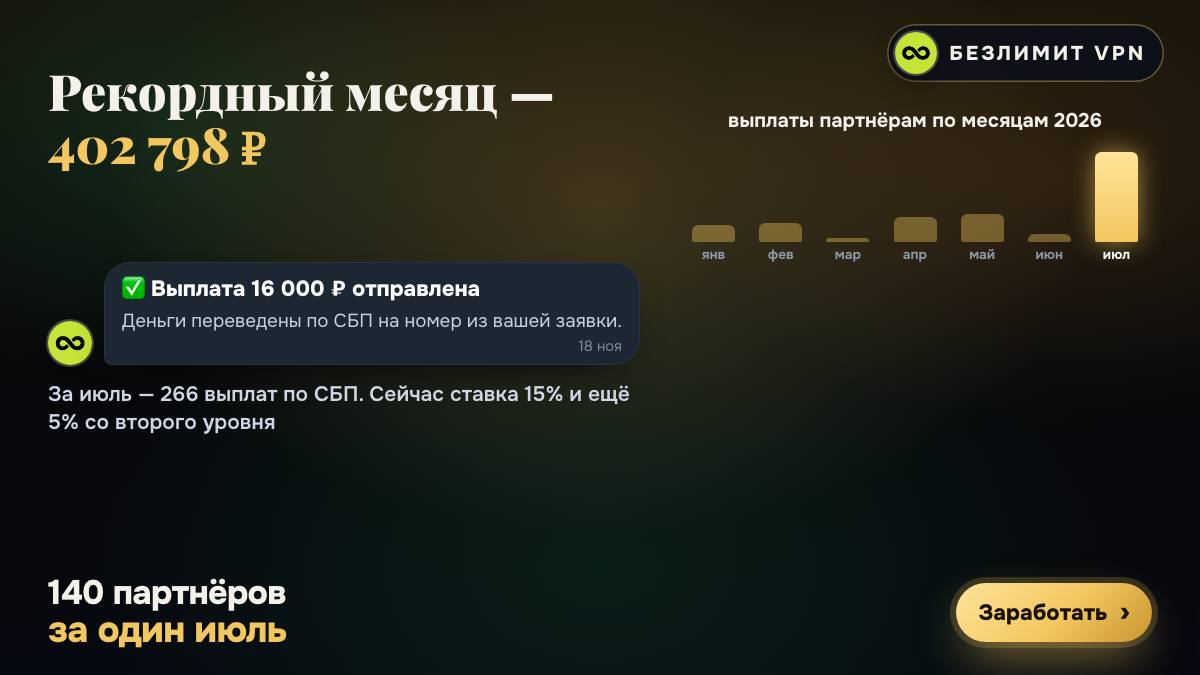 БЕЗЛИМИТ VPN
Рекордный месяц —
402 798 ₽
выплаты партнёрам по месяцам 2026
янв фев мар апр май июн июл
✅ Выплата 16 000 ₽ отправлена
Деньги переведены по СБП на номер из вашей заявки.
18 ноя
За июль — 266 выплат по СБП. Сейчас ставка 15% и ещё
5% со второго уровня
140 партнёров
за один июль
Заработать ›